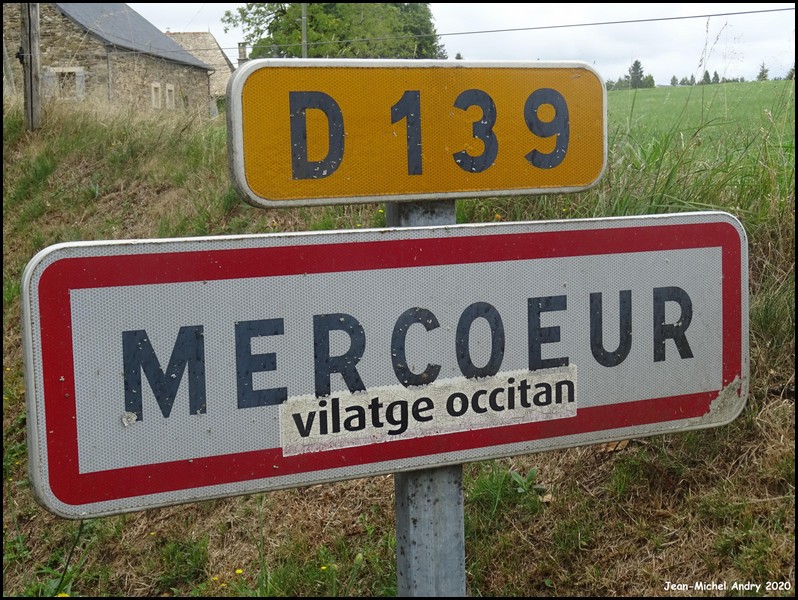 D 139
MERCOEUR
vilatge occitan
Jean-Michel Andry 2020